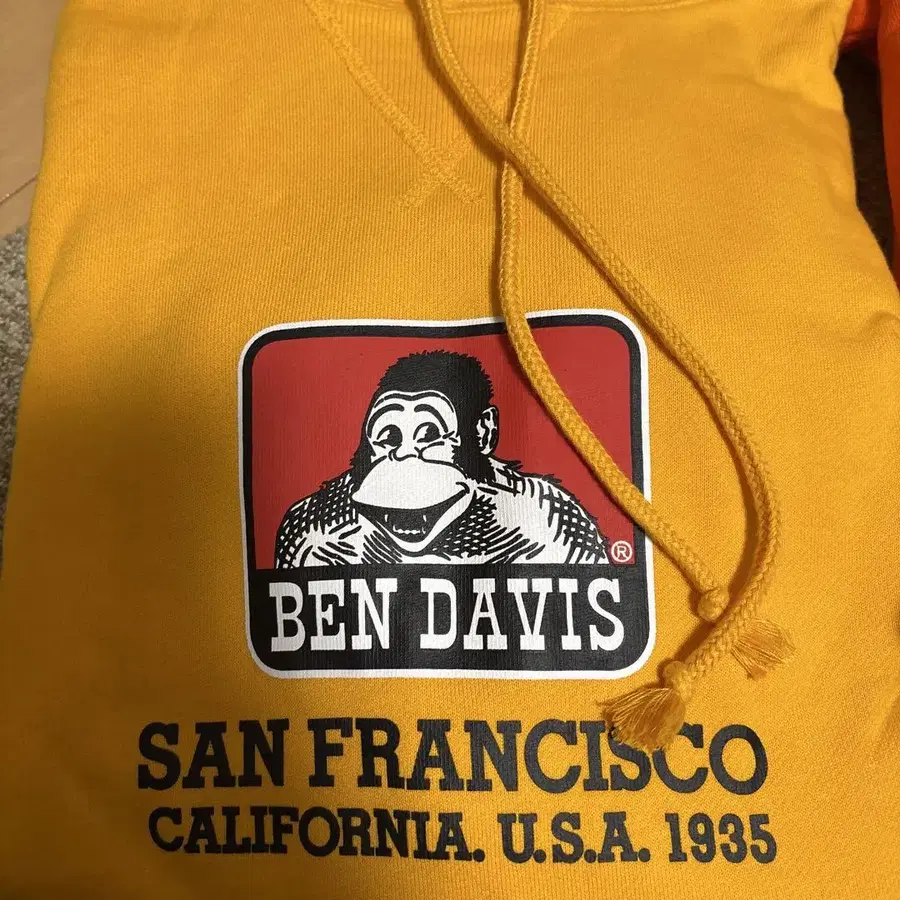 ®
BEN DAVIS
SAN FRANCISCO
CALIFORNIA. U.S.A. 1935